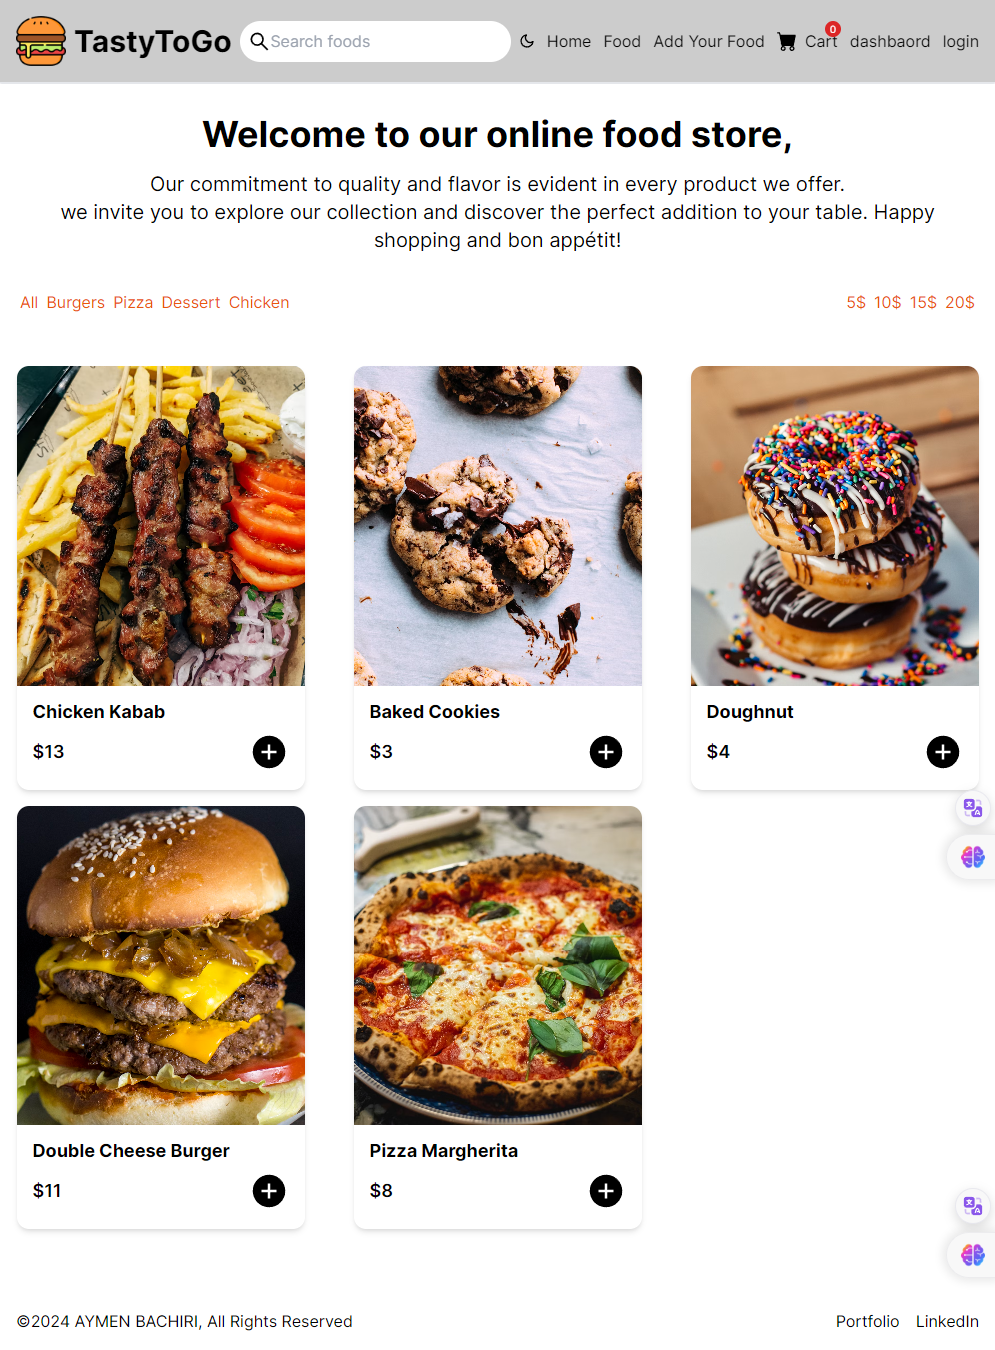 TastyToGo Search foods Home Food Add Your Food Cart 0 dashbaord login
Welcome to our online food store,
Our commitment to quality and flavor is evident in every product we offer.
we invite you to explore our collection and discover the perfect addition to your table. Happy
shopping and bon appétit!
All Burgers Pizza Dessert Chicken 5$ 10$ 15$ 20$
Chicken Kabab
$13
Baked Cookies
$3
Doughnut
$4
Double Cheese Burger
$11
Pizza Margherita
$8
©2024 AYMEN BACHIRI, All Rights Reserved Portfolio LinkedIn